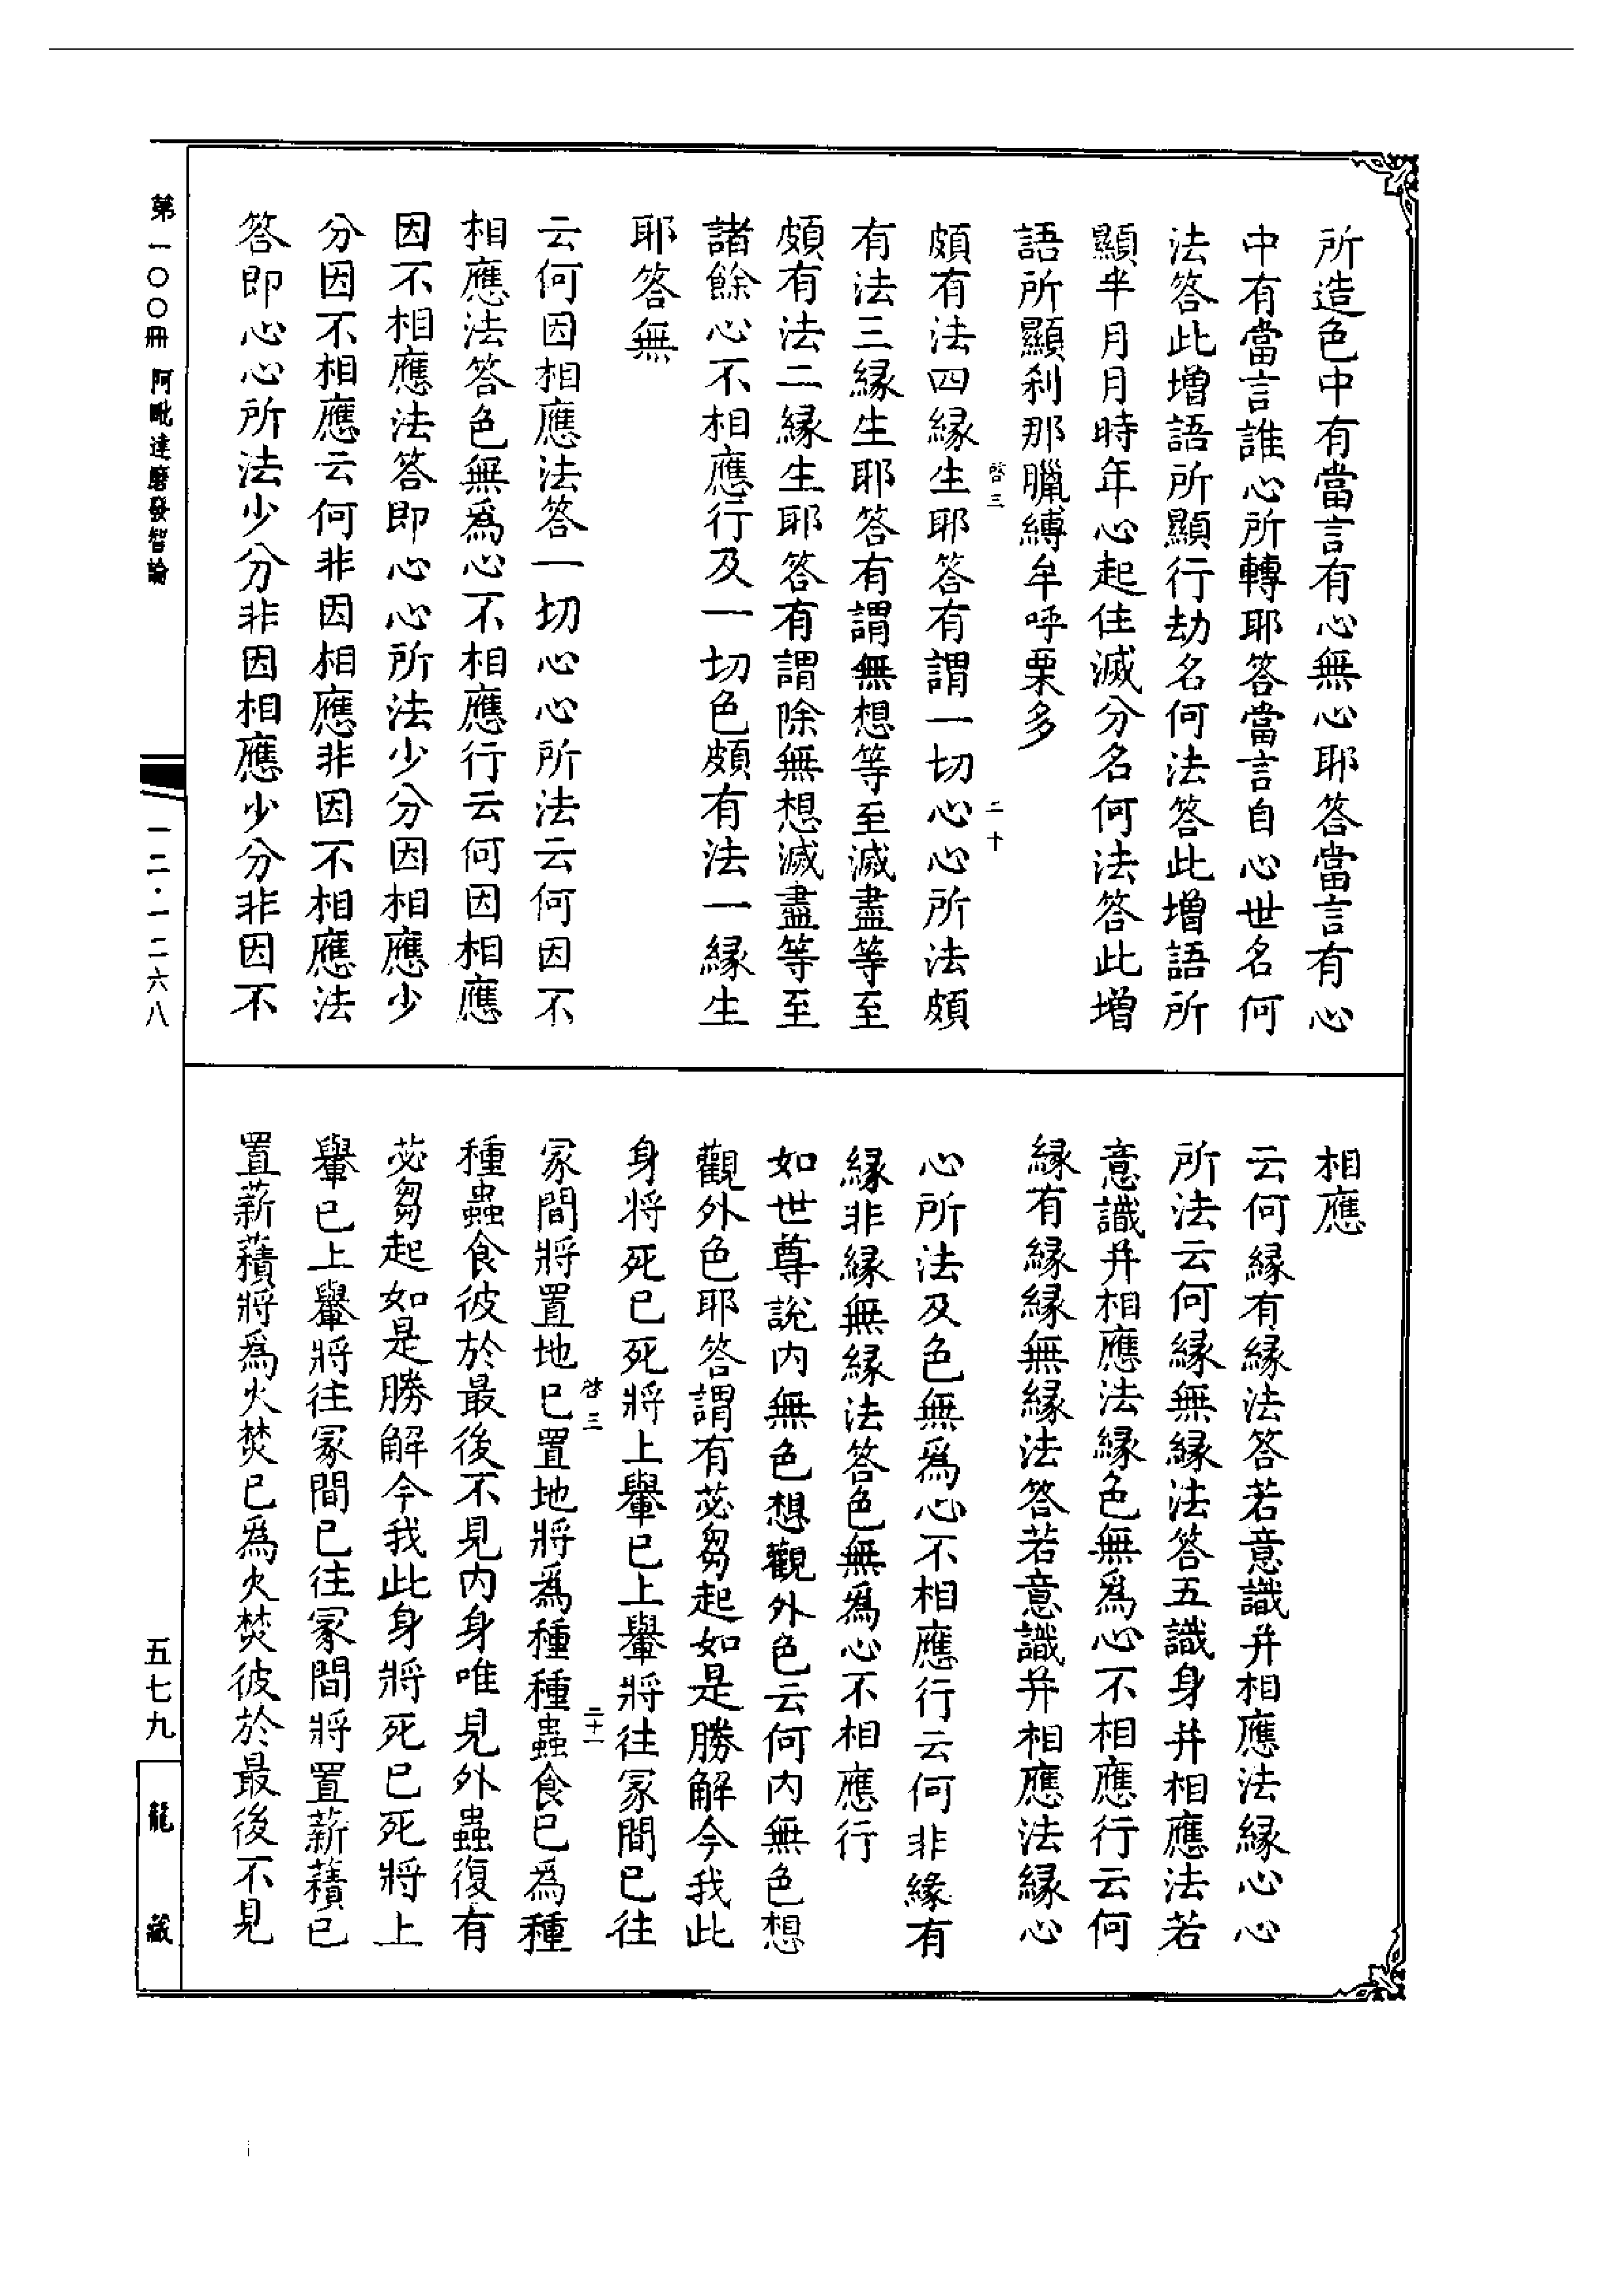 所造色中有當言有心無心耶答當言有心
中有當言誰心所轉耶答當言自心世名何
法答此增語所顯行劫名何法答此增語所
顯半月月時年心起住滅分名何法答此增
語所顯刹那臘縛牟呼栗多
啓三 二十
頗有法四緣生耶答有謂一切心心所法頗
有法三緣生耶答有謂無想等至滅盡等至
頗有法二緣生耶答有謂除無想滅盡等至
諸餘心不相應行及一切色頗有法一緣生
耶答無
云何因相應法答一切心心所法云何因不
相應法答色無爲心不相應行云何因相應
因不相應法答即心心所法少分因相應少
分因不相應云何非因相應非因不相應法
答即心心所法少分非因相應少分非因不
相應
云何緣有緣法答若意識并相應法緣心心
所法云何緣無緣法答五識身并相應法若
意識并相應法緣色無爲心不相應行云何
緣有緣緣無緣法答若意識并相應法緣心
心所法及色無爲心不相應行云何非緣有
緣非緣無緣法答色無爲心不相應行
如世尊說內無色想觀外色云何內無色想
觀外色耶答謂有苾芻起如是勝解今我此
身將死已死將上轝已上轝將往冢間已往
啓三 二十一
冢間將置地已置地將爲種種蟲食已爲種
種蟲食彼於最後不見內身唯見外蟲復有
苾芻起如是勝解今我此身將死已死將上
轝已上轝將往冢間已往冢間將置薪𧂐已
置薪𧂐將爲火焚已爲火焚彼於最後不見
第一〇〇冊 阿毗達磨發智論
一二·一二六八
五七九
龍藏